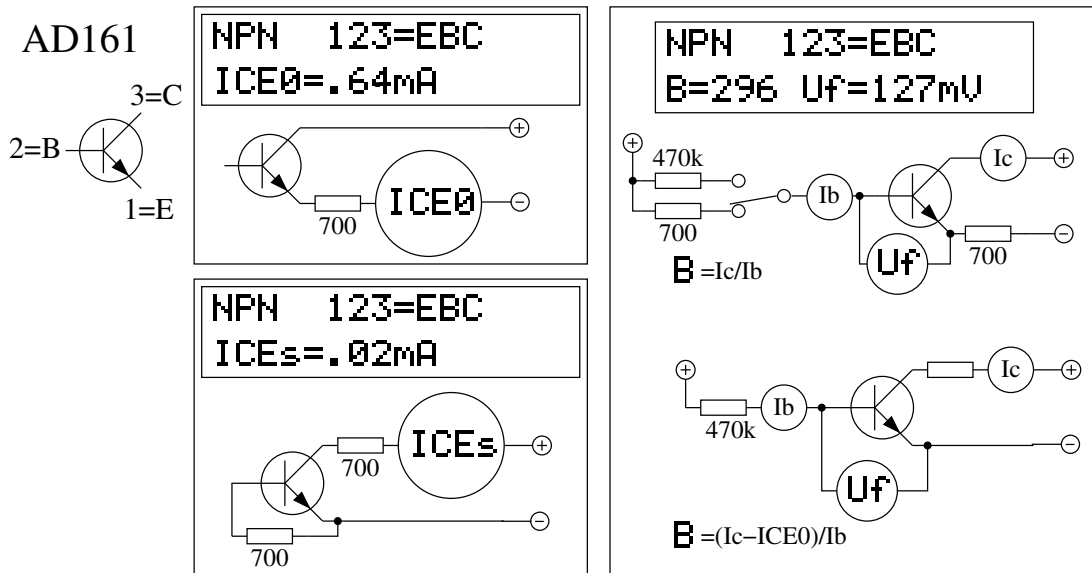 AD161
3=C
2=B
1=E
NPN 123=EBC
ICE0=.64mA
ICE0
+
−
700
NPN 123=EBC
ICEs=.02mA
ICEs
+
700
−
700
NPN 123=EBC
B=296 Uf=127mV
+
470k
700
Ib
Ic
+
Uf
−
700
B =Ic/Ib
+
470k
Ib
Ic
+
−
Uf
B =(Ic−ICE0)/Ib